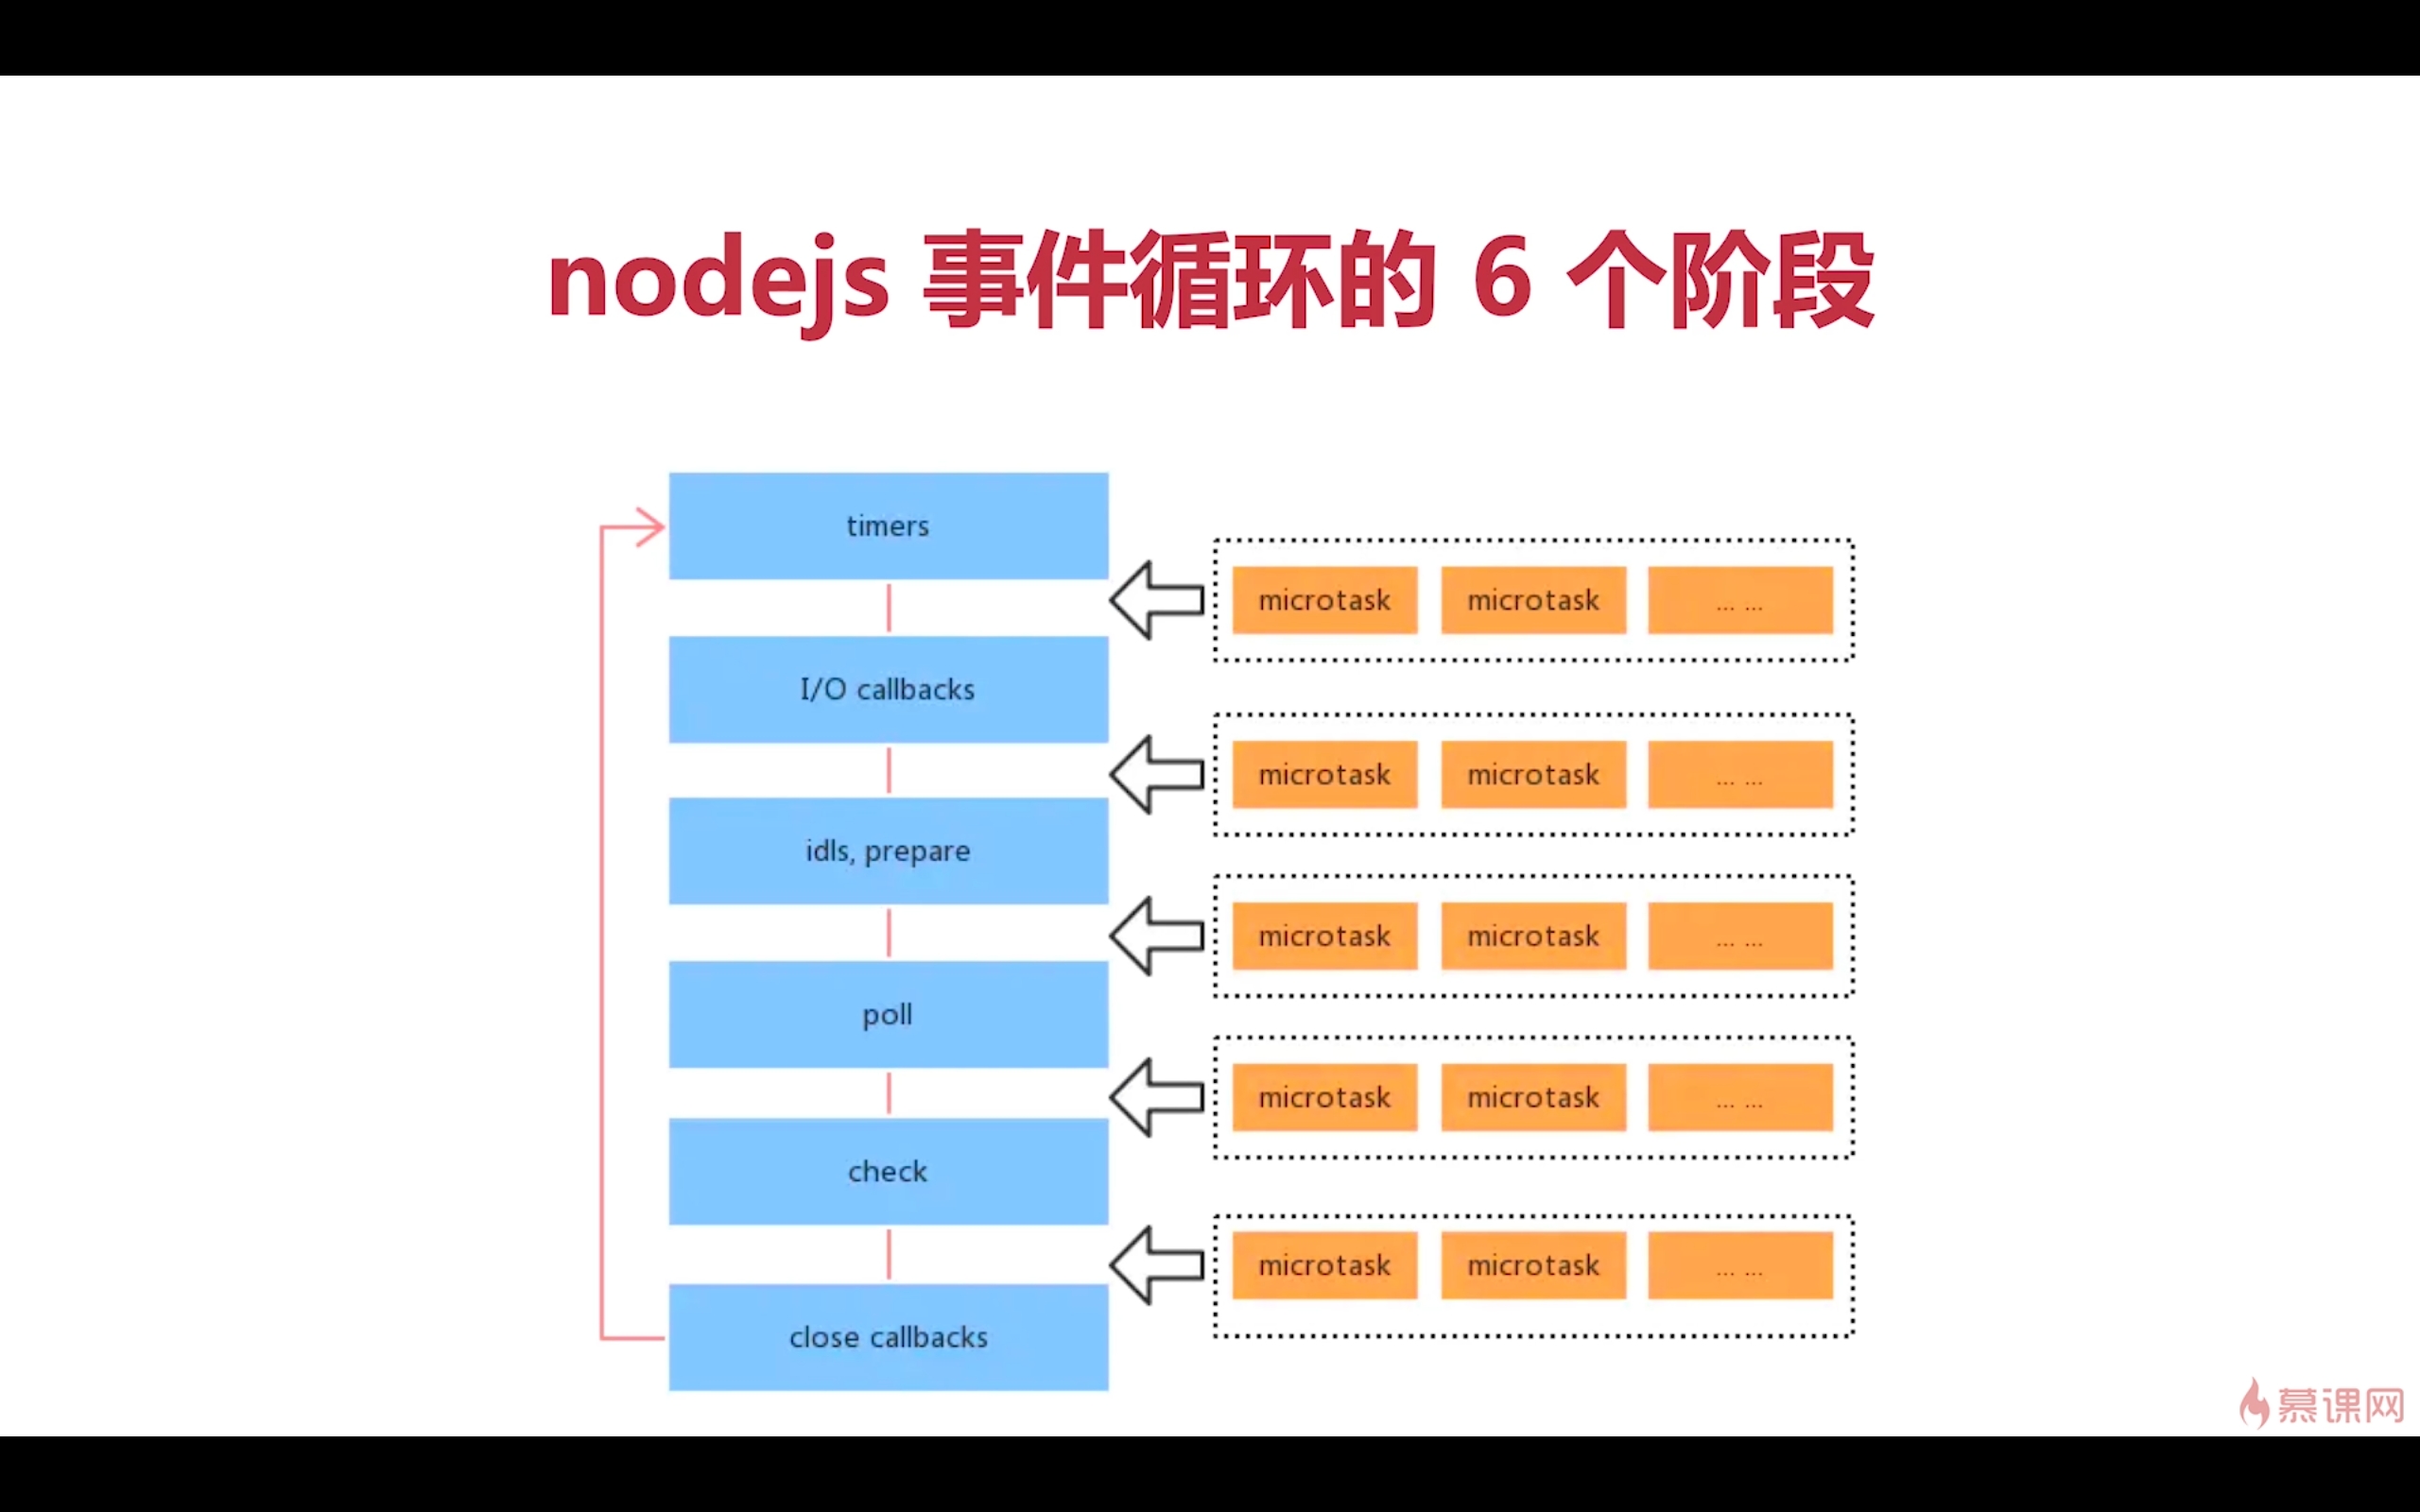 nodejs 事件循环的 6 个阶段
timers
microtask microtask ... ...
I/O callbacks
microtask microtask ... ...
idls, prepare
microtask microtask ... ...
poll
microtask microtask ... ...
check
microtask microtask ... ...
close callbacks
慕课网